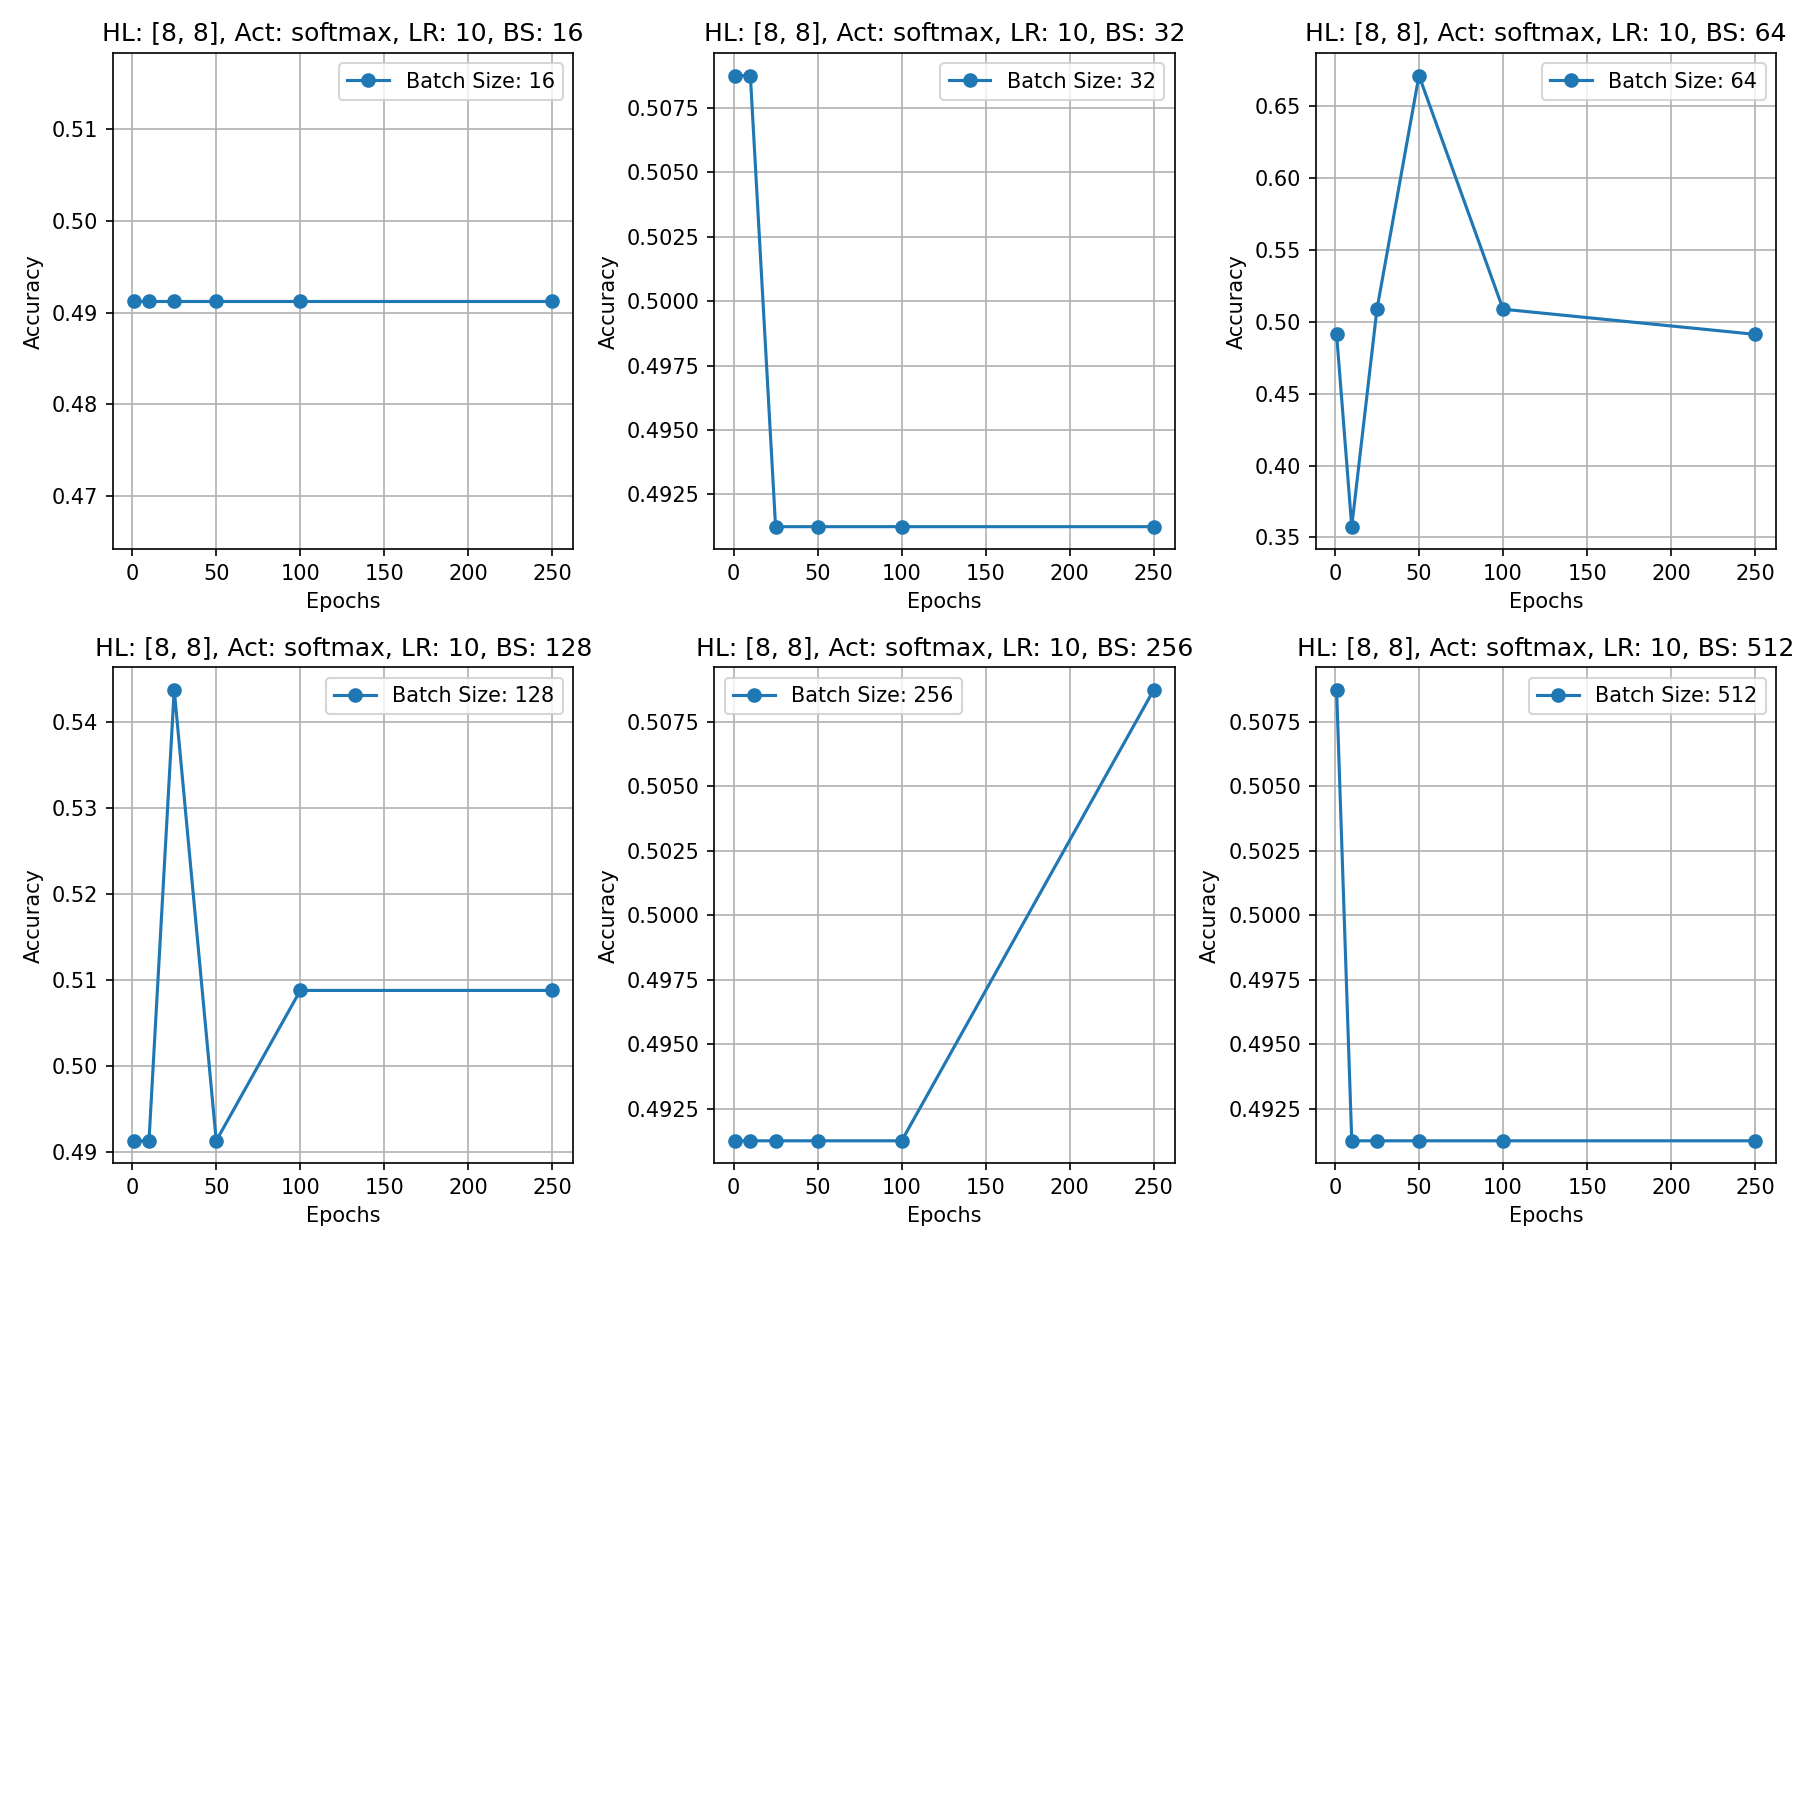 HL: [8, 8], Act: softmax, LR: 10, BS: 16
Batch Size: 16
Accuracy
0.51
0.50
0.49
0.48
0.47
0 50 100 150 200 250
Epochs
HL: [8, 8], Act: softmax, LR: 10, BS: 32
Batch Size: 32
Accuracy
0.5075
0.5050
0.5025
0.5000
0.4975
0.4950
0.4925
0 50 100 150 200 250
Epochs
HL: [8, 8], Act: softmax, LR: 10, BS: 64
Batch Size: 64
Accuracy
0.65
0.60
0.55
0.50
0.45
0.40
0.35
0 50 100 150 200 250
Epochs
HL: [8, 8], Act: softmax, LR: 10, BS: 128
Batch Size: 128
Accuracy
0.54
0.53
0.52
0.51
0.50
0.49
0 50 100 150 200 250
Epochs
HL: [8, 8], Act: softmax, LR: 10, BS: 256
Batch Size: 256
Accuracy
0.5075
0.5050
0.5025
0.5000
0.4975
0.4950
0.4925
0 50 100 150 200 250
Epochs
HL: [8, 8], Act: softmax, LR: 10, BS: 512
Batch Size: 512
Accuracy
0.5075
0.5050
0.5025
0.5000
0.4975
0.4950
0.4925
0 50 100 150 200 250
Epochs